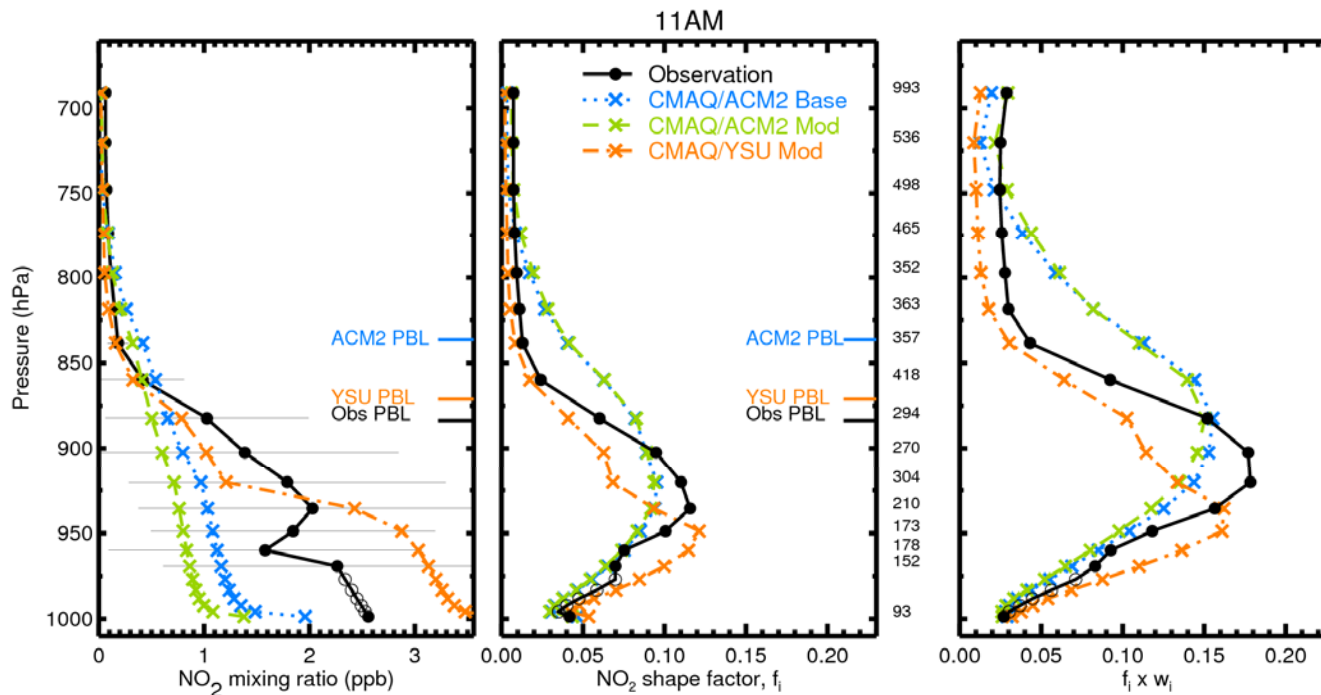 11AM
Observation
CMAQ/ACM2 Base
CMAQ/ACM2 Mod
CMAQ/YSU Mod
Pressure (hPa)
700
750
800
850
900
950
1000
ACM2 PBL
YSU PBL
Obs PBL
0 1 2 3
NO2 mixing ratio (ppb)
ACM2 PBL
YSU PBL
Obs PBL
0.00 0.05 0.10 0.15 0.20
NO2 shape factor, fi
993
536
498
465
352
363
357
418
294
270
304
210
173
178
152
93
0.00 0.05 0.10 0.15 0.20
fi x wi